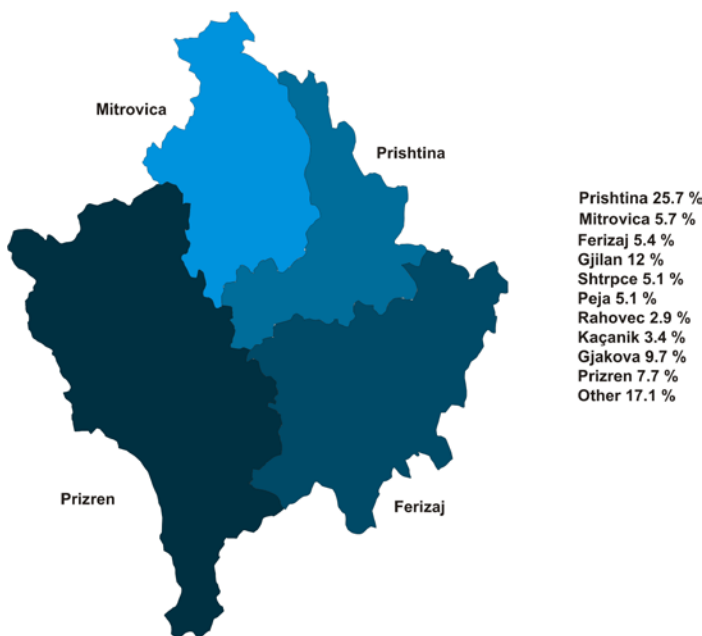 Mitrovica
Prishtina
Prizren
Ferizaj
Prishtina 25.7 %
Mitrovica 5.7 %
Ferizaj 5.4 %
Gjilan 12 %
Shtrpce 5.1 %
Peja 5.1 %
Rahovec 2.9 %
Kaçanik 3.4 %
Gjakova 9.7 %
Prizren 7.7 %
Other 17.1 %